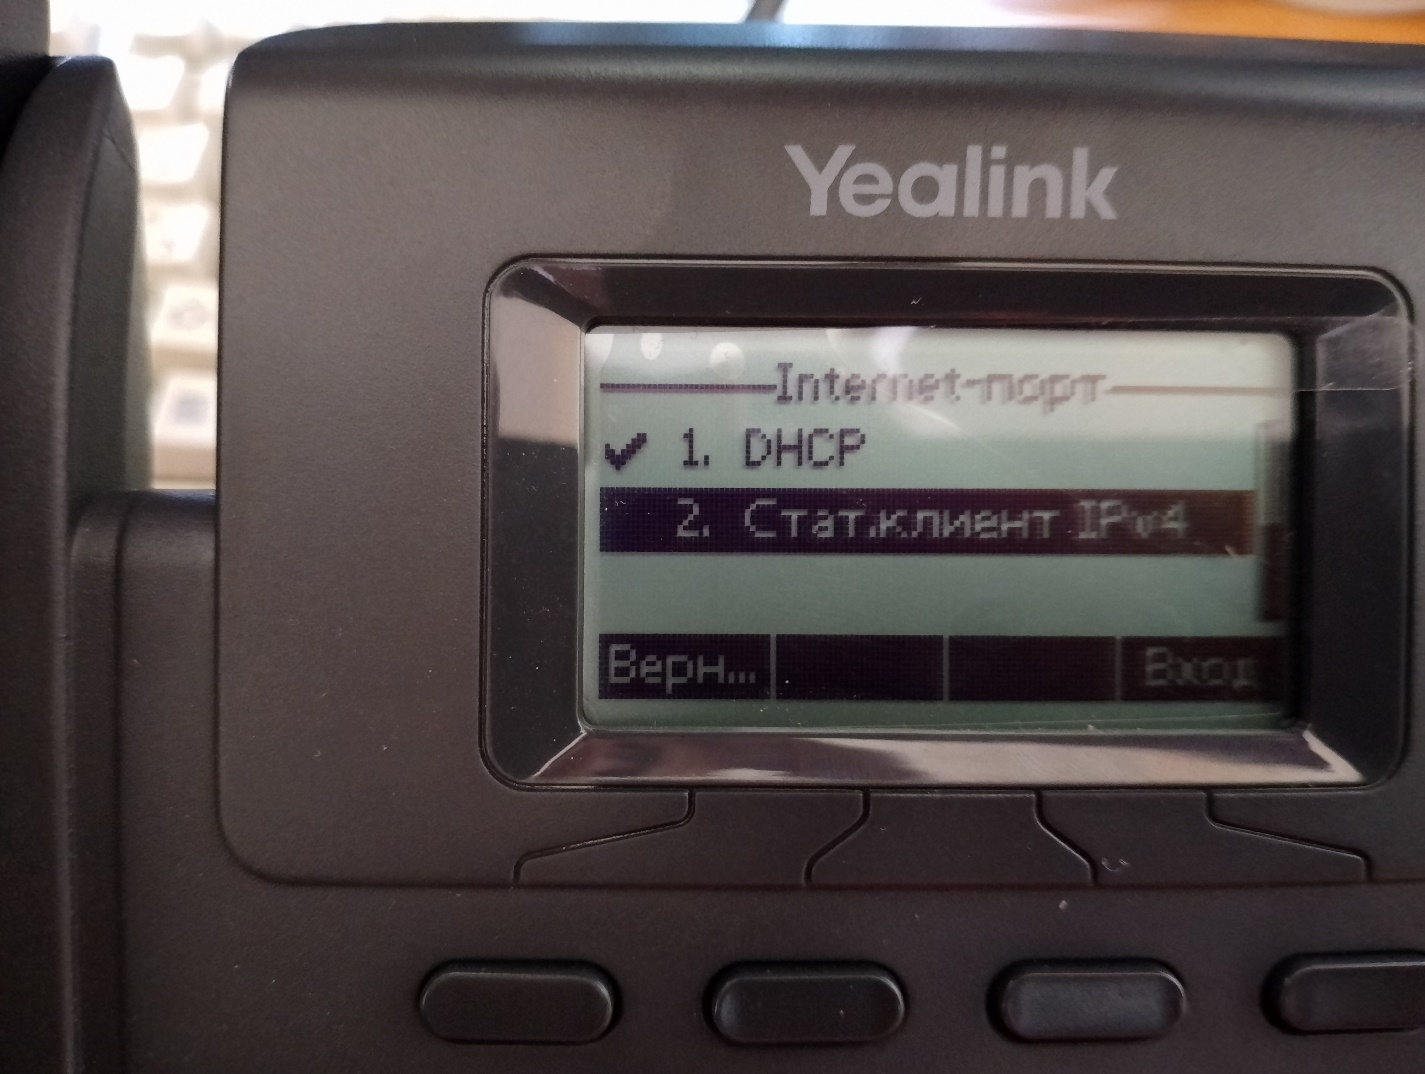 Yealink
Internet-порт
1. DHCP
2. Стат.клиент IPv4
Верн... Вход